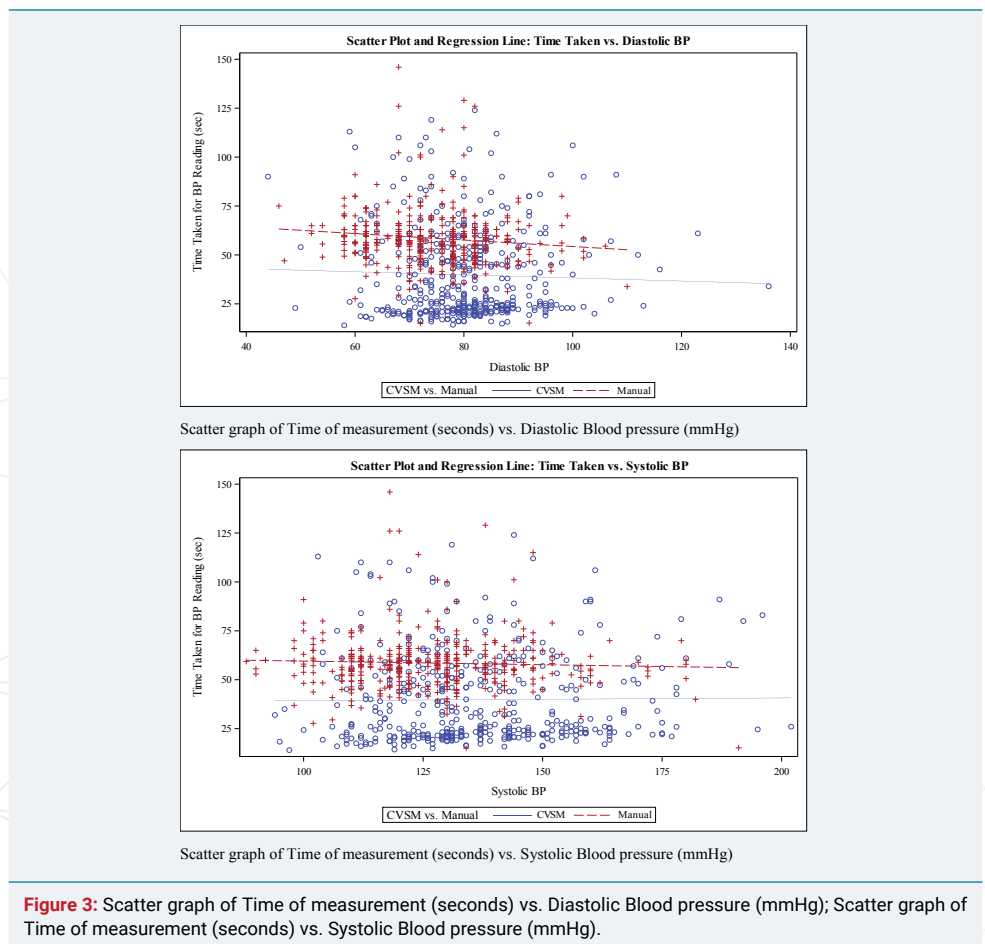 Scatter Plot and Regression Line: Time Taken vs. Diastolic BP
150
125
100
75
50
25
Time Taken for BP Reading (sec)
40 60 80 100 120 140
Diastolic BP
CVSM vs. Manual CVSM Manual
Scatter graph of Time of measurement (seconds) vs. Diastolic Blood pressure (mmHg)
Scatter Plot and Regression Line: Time Taken vs. Systolic BP
150
125
100
75
50
25
Time Taken for BP Reading (sec)
100 125 150 175 200
Systolic BP
CVSM vs. Manual CVSM Manual
Scatter graph of Time of measurement (seconds) vs. Systolic Blood pressure (mmHg)
Figure 3: Scatter graph of Time of measurement (seconds) vs. Diastolic Blood pressure (mmHg); Scatter graph of
Time of measurement (seconds) vs. Systolic Blood pressure (mmHg).